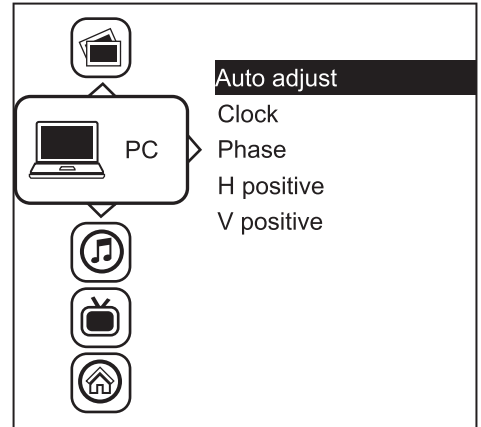 Auto adjust
Clock
PC
Phase
H positive
V positive